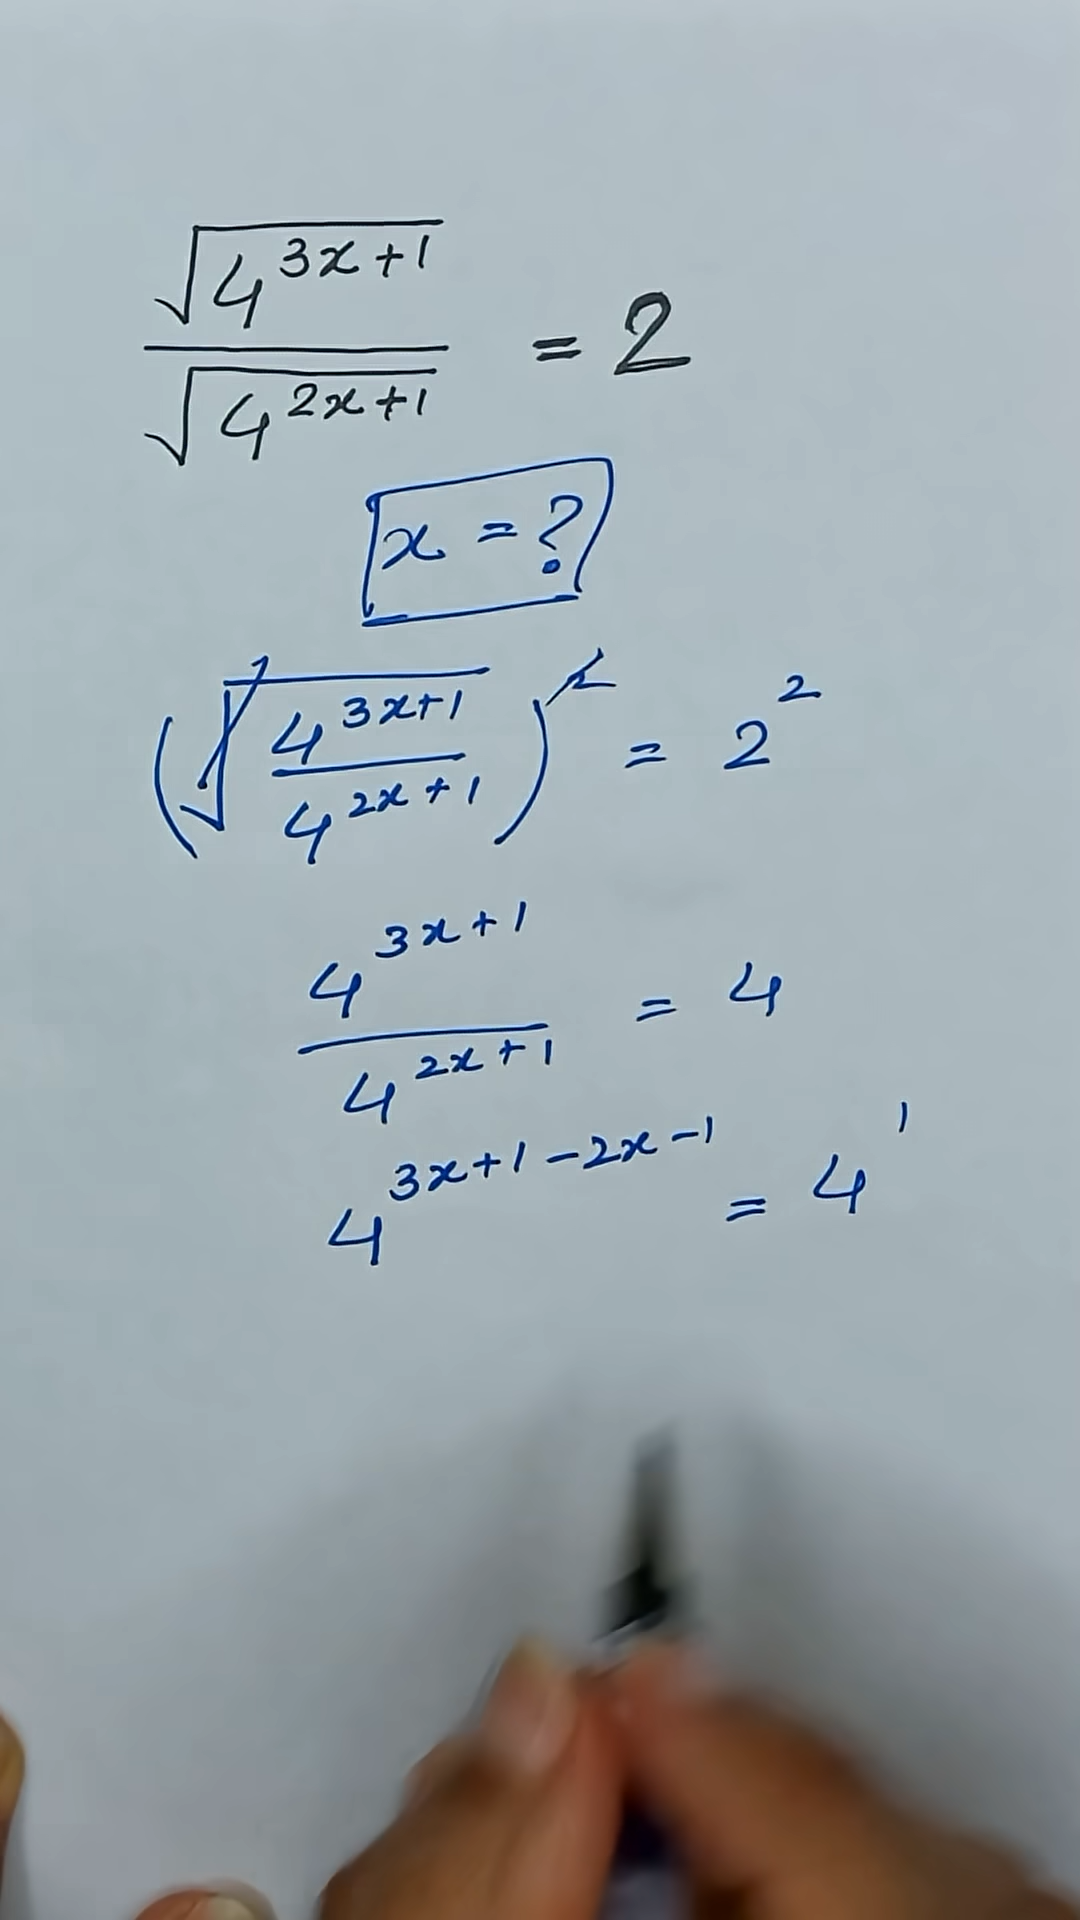 √4^(3x+1) / √4^(2x+1) = 2
x = ?
(√(4^(3x+1) / 4^(2x+1)))^2 = 2^2
4^(3x+1) / 4^(2x+1) = 4
4^(3x+1-2x-1) = 4^1